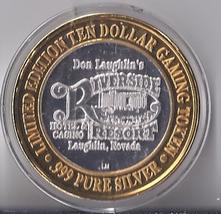 LIMITED EDITION TEN DOLLAR GAMING TOKEN
Don Laughlin's
RIVERSIDE
HOTEL
CASINO
RESORT
Laughlin, Nevada
.999 PURE SILVER